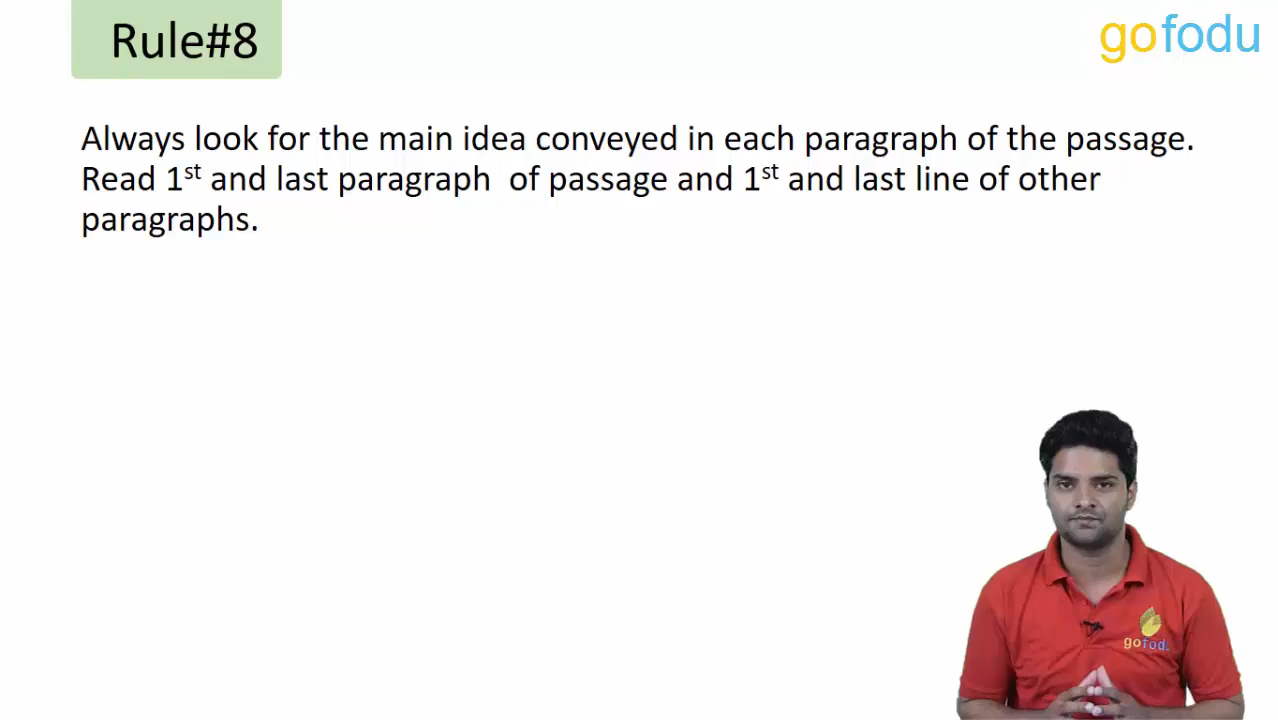 Rule#8
gofodu
Always look for the main idea conveyed in each paragraph of the passage.
Read 1st and last paragraph of passage and 1st and last line of other
paragraphs.
gofodu